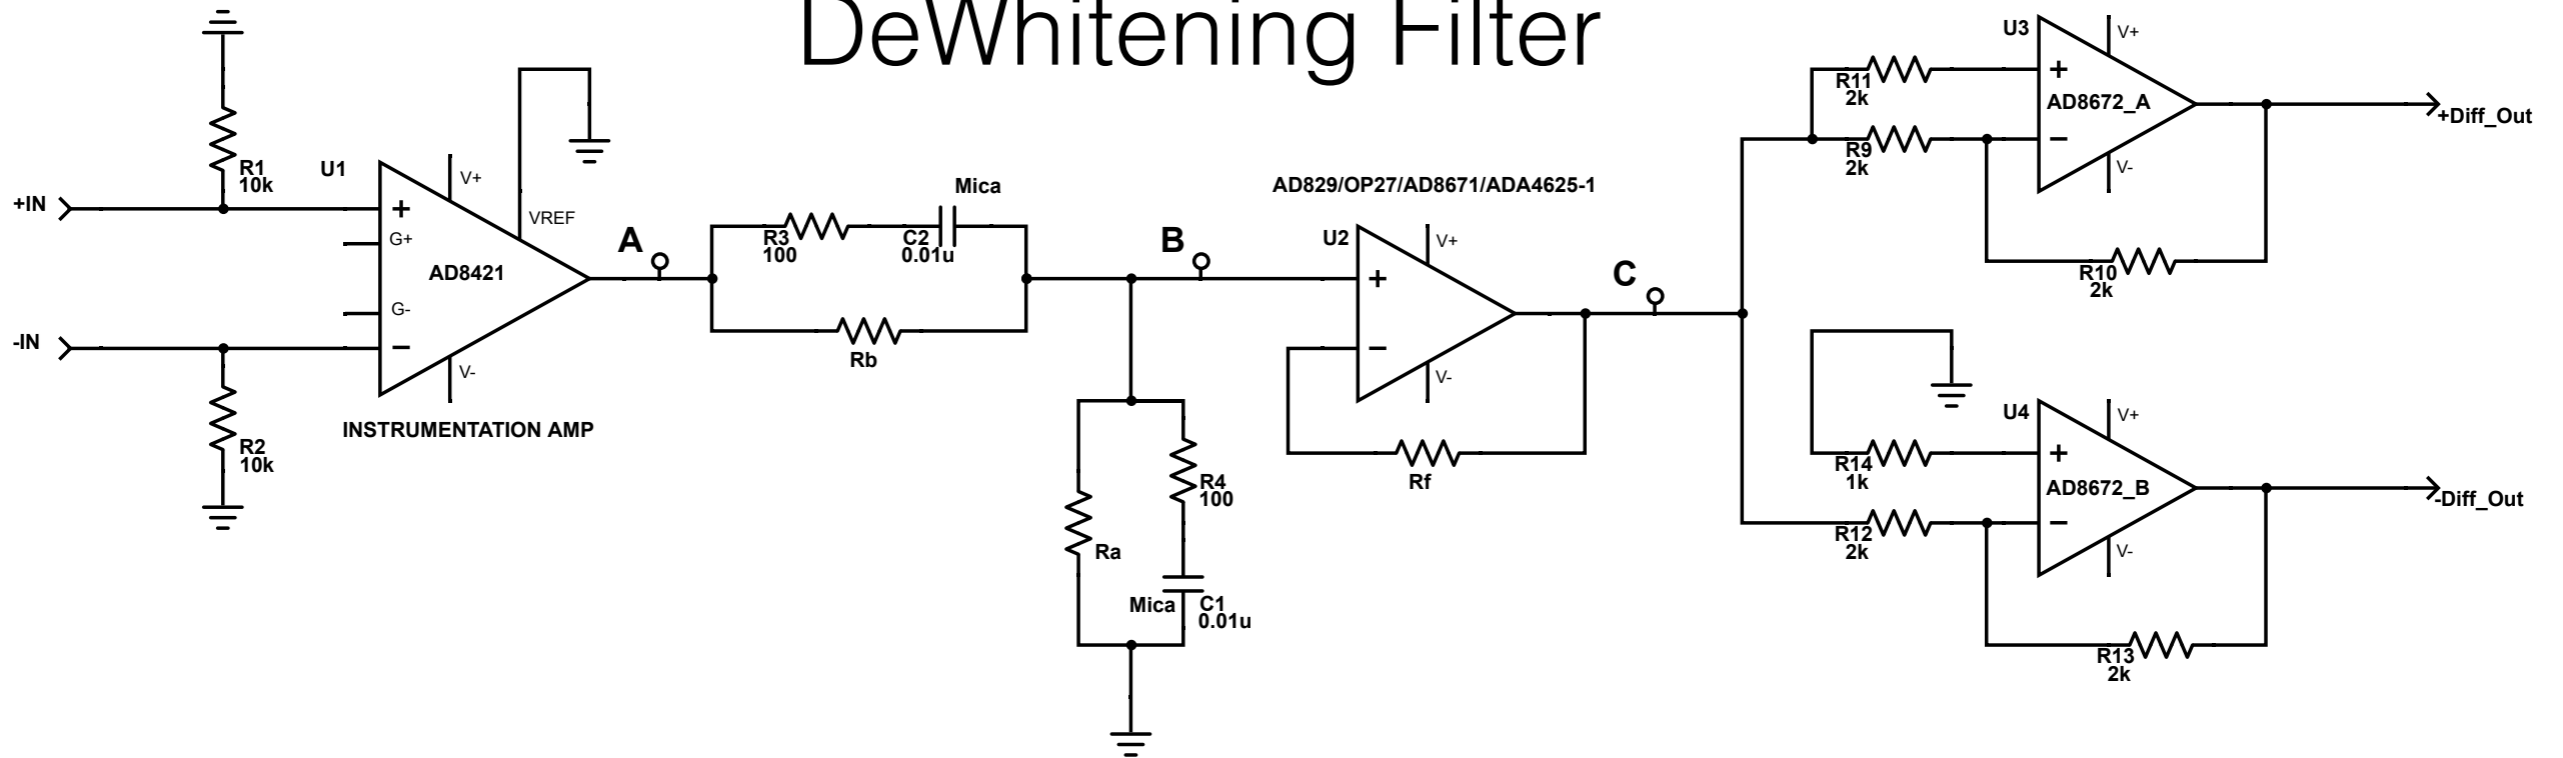 DeWhitening Filter
+IN
-IN
R1
10k
R2
10k
U1
V+
+
G+
AD8421
G-
−
V-
VREF
INSTRUMENTATION AMP
A
R3
100
C2
0.01u
Mica
Rb
B
Ra
R4
100
Mica
C1
0.01u
AD829/OP27/AD8671/ADA4625-1
U2
V+
+
−
V-
Rf
C
U3
V+
R11
2k
+
AD8672_A
R9
2k
−
V-
R10
2k
+Diff_Out
U4
V+
R14
1k
+
AD8672_B
R12
2k
−
V-
R13
2k
-Diff_Out